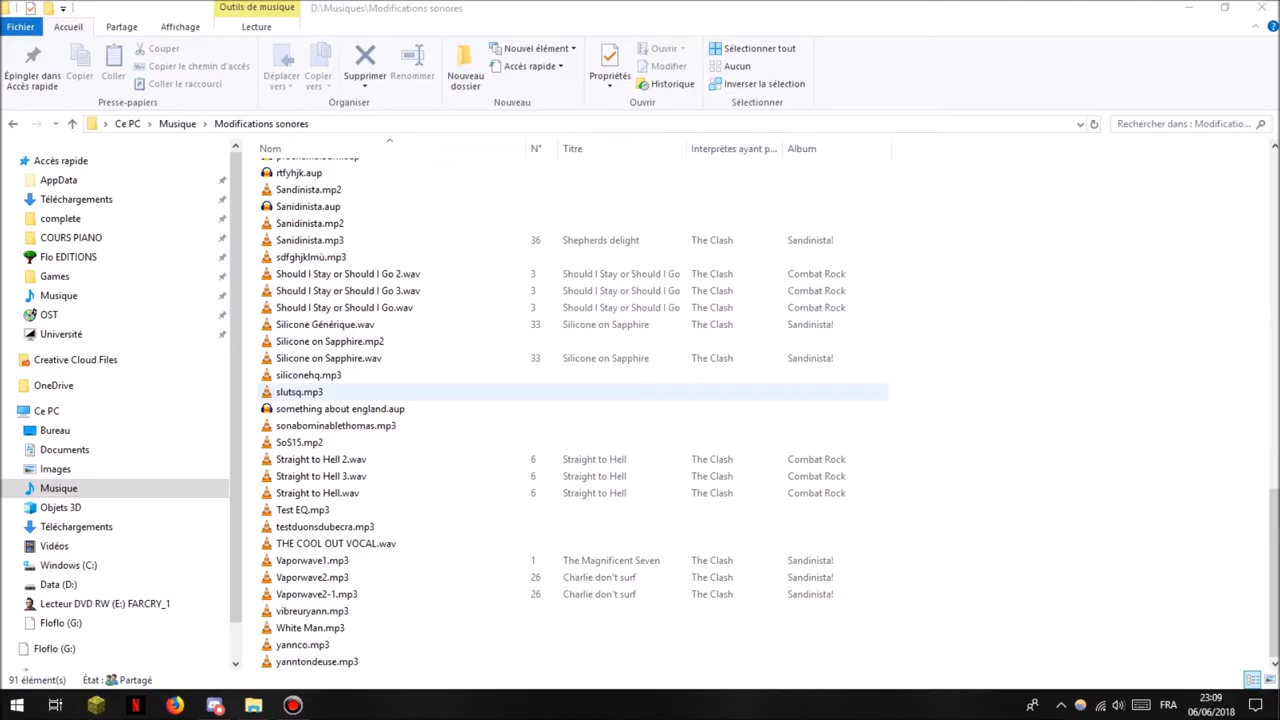 Outils de musique D:\Musiques\Modifications sonores
Fichier Accueil Partage Affichage Lecture
Épingler dans Accès rapide
Copier
Coller
Couper
Copier le chemin d'accès
Coller le raccourci
Presse-papiers
Déplacer vers
Copier vers
Supprimer
Renommer
Organiser
Nouveau dossier
Nouvel élément
Accès rapide
Nouveau
Propriétés
Ouvrir
Modifier
Historique
Ouvrir
Sélectionner tout
Aucun
Inverser la sélection
Sélectionner
Ce PC > Musique > Modifications sonores
Rechercher dans : Modificatio...
Accès rapide
AppData
Téléchargements
complete
COURS PIANO
Flo EDITIONS
Games
Musique
OST
Université
Creative Cloud Files
OneDrive
Ce PC
Bureau
Documents
Images
Musique
Objets 3D
Téléchargements
Vidéos
Windows (C:)
Data (D:)
Lecteur DVD RW (E:) FARCRY_1
Floflo (G:)
Floflo (G:)
Nom N° Titre Interprètes ayant p... Album
rtfyhjk.aup
Sandinista.mp2
Sanidinista.aup
Sanidinista.mp2
Sanidinista.mp3 36 Shepherds delight The Clash Sandinista!
sdfghjklmù.mp3
Should I Stay or Should I Go 2.wav 3 Should I Stay or Should I Go The Clash Combat Rock
Should I Stay or Should I Go 3.wav 3 Should I Stay or Should I Go The Clash Combat Rock
Should I Stay or Should I Go.wav 3 Should I Stay or Should I Go The Clash Combat Rock
Silicone Générique.wav 33 Silicone on Sapphire The Clash Sandinista!
Silicone on Sapphire.mp2
Silicone on Sapphire.wav 33 Silicone on Sapphire The Clash Sandinista!
siliconehq.mp3
slutsq.mp3
something about england.aup
sonabominablethomas.mp3
SoS15.mp2
Straight to Hell 2.wav 6 Straight to Hell The Clash Combat Rock
Straight to Hell 3.wav 6 Straight to Hell The Clash Combat Rock
Straight to Hell.wav 6 Straight to Hell The Clash Combat Rock
Test EQ.mp3
testduonsdubecra.mp3
THE COOL OUT VOCAL.wav
Vaporwave1.mp3 1 The Magnificent Seven The Clash Sandinista!
Vaporwave2.mp3 26 Charlie don't surf The Clash Sandinista!
Vaporwave2-1.mp3 26 Charlie don't surf The Clash Sandinista!
vibreuryann.mp3
White Man.mp3
yannco.mp3
yanntondeuse.mp3
91 élément(s) État : Partagé
FRA
23:09
06/06/2018